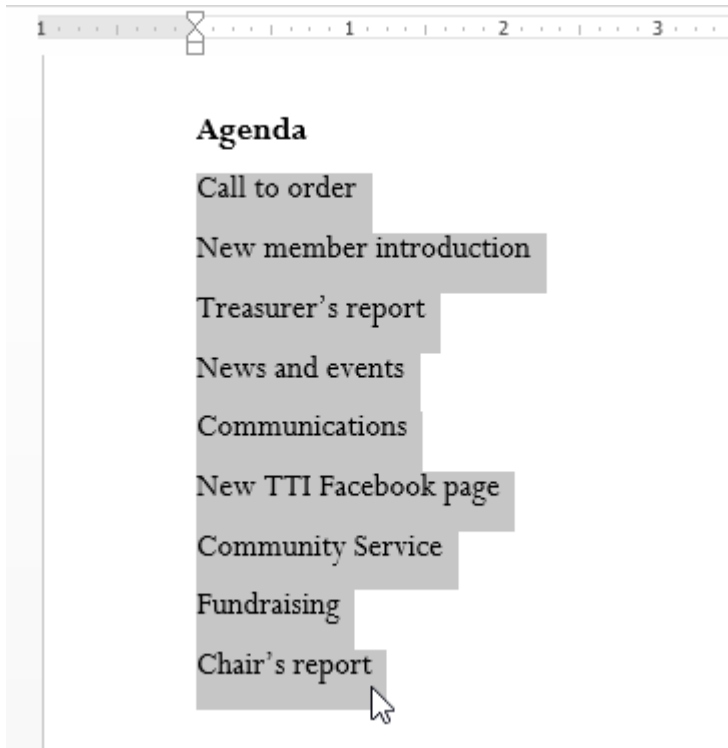 1 1 2 3
Agenda
Call to order
New member introduction
Treasurer’s report
News and events
Communications
New TTI Facebook page
Community Service
Fundraising
Chair’s report